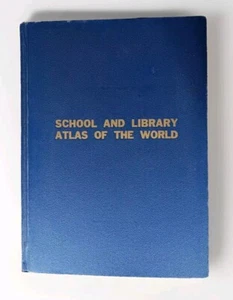 SCHOOL AND LIBRARY
ATLAS OF THE WORLD